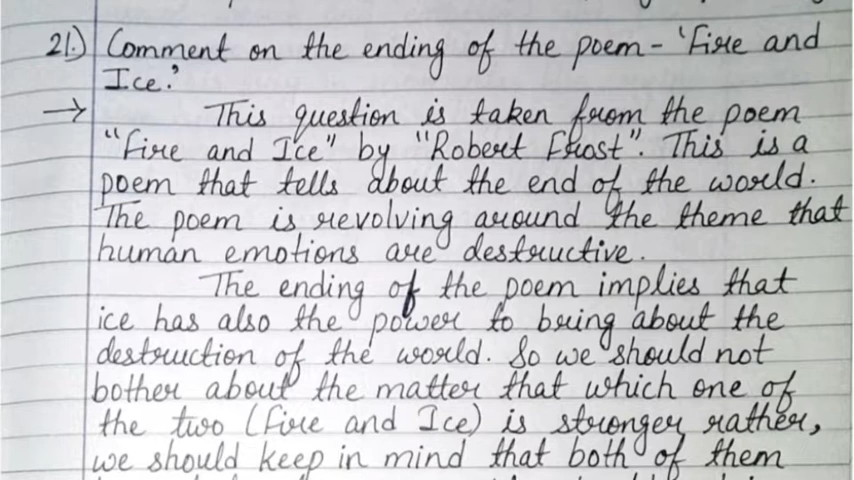 21.) Comment on the ending of the poem - 'Fire and
Ice.'
→ This question is taken from the poem
"Fire and Ice" by "Robert Frost". This is a
poem that tells about the end of the world.
The poem is revolving around the theme that
human emotions are destructive.
The ending of the poem implies that
ice has also the power to bring about the
destruction of the world. So we should not
bother about the matter that which one of
the two (Fire and Ice) is stronger rather,
we should keep in mind that both of them